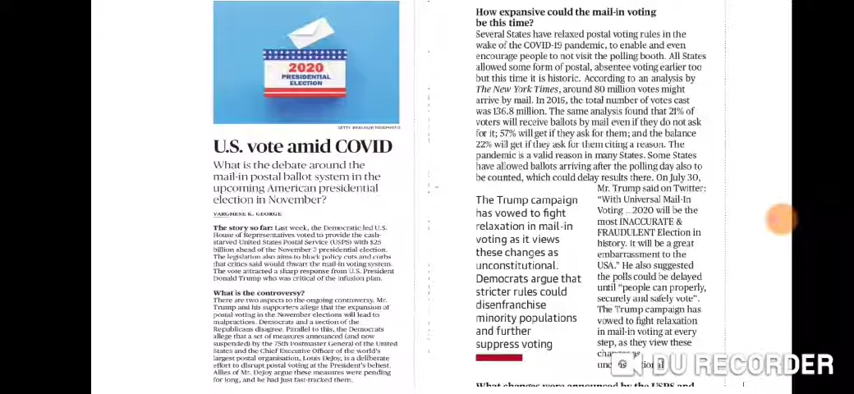 2020
PRESIDENTIAL
ELECTION
U.S. vote amid COVID
What is the debate around the
mail-in postal ballot system in the
upcoming American presidential
election in November?
VARGHESE K. GEORGE
The story so far: Last week, the Democratic-led U.S.
House of Representatives voted to provide the cash-
starved United States Postal Service (USPS) with $25
billion ahead of the November 3 presidential election.
The legislation also aims to block policy cuts and curbs
that critics said would thwart the mail-in voting system.
The vote attracted a sharp response from U.S. President
Donald Trump who was critical of the infusion plan.
What is the controversy?
There are two aspects to the ongoing controversy. Mr.
Trump and his supporters allege that the expansion of
postal voting in the November elections will lead to
malpractices. Democrats and a section of the
Republicans disagree. Parallel to this, the Democrats
allege that a set of measures announced (and now
suspended) by the 75th Postmaster General of the United
States and the Chief Executive Officer of the world's
largest postal organisation, Louis DeJoy, is a deliberate
effort to disrupt postal voting at the President's behest.
Allies of Mr. DeJoy argue these measures were pending
for long, and he had just fast-tracked them.
How expansive could the mail-in voting
be this time?
Several States have relaxed postal voting rules in the
wake of the COVID-19 pandemic, to enable and even
encourage people to not visit the polling booth. All States
allowed some form of postal, absentee voting earlier too
but this time it is historic. According to an analysis by
The New York Times, around 80 million votes might
arrive by mail. In 2016, the total number of votes cast
was 136.8 million. The same analysis found that 21% of
voters will receive ballots by mail even if they do not ask
for it; 57% will get if they ask for them; and the balance
22% will get if they ask for them citing a reason. The
pandemic is a valid reason in many States. Some States
have allowed ballots arriving after the polling day also to
be counted, which could delay results there. On July 30,
Mr. Trump said on Twitter:
"With Universal Mail-In
Voting ...2020 will be the
most INACCURATE &
FRAUDULENT Election in
history. It will be a great
embarrassment to the
USA." He also suggested
the polls could be delayed
until "people can properly,
securely and safely vote".
The Trump campaign has
vowed to fight relaxation
in mail-in voting at every
step, as they view these
The Trump campaign
has vowed to fight
relaxation in mail-in
voting as it views
these changes as
unconstitutional.
Democrats argue that
stricter rules could
disenfranchise
minority populations
and further
suppress voting
What changes were announced by the USPS and
DU RECORDER